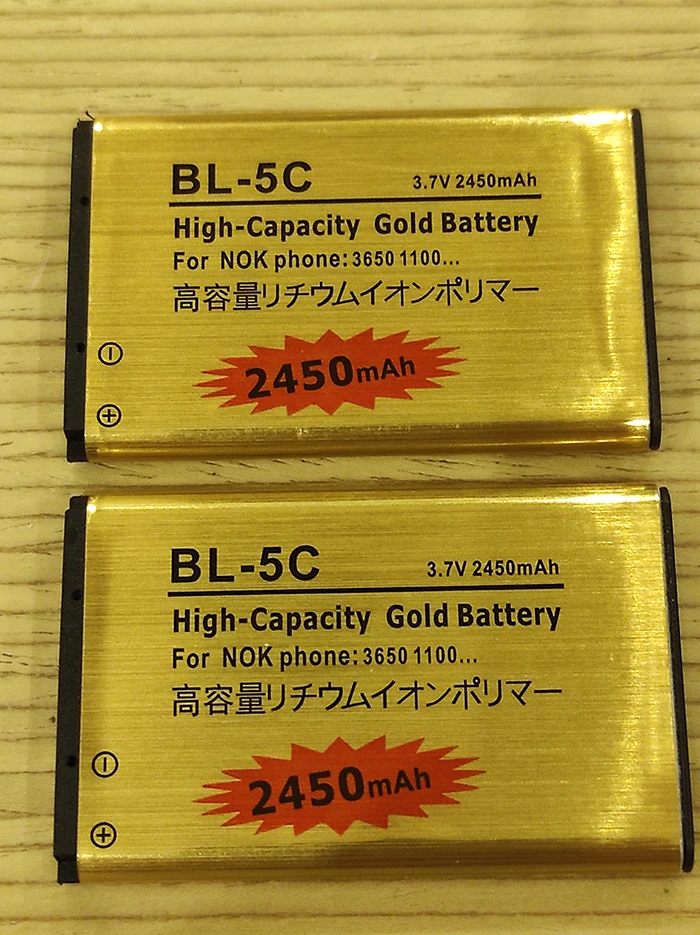 BL-5C 3.7V 2450mAh
High-Capacity Gold Battery
For NOK phone: 3650 1100...
高容量リチウムイオンポリマー
2450mAh
BL-5C 3.7V 2450mAh
High-Capacity Gold Battery
For NOK phone: 3650 1100...
高容量リチウムイオンポリマー
2450mAh